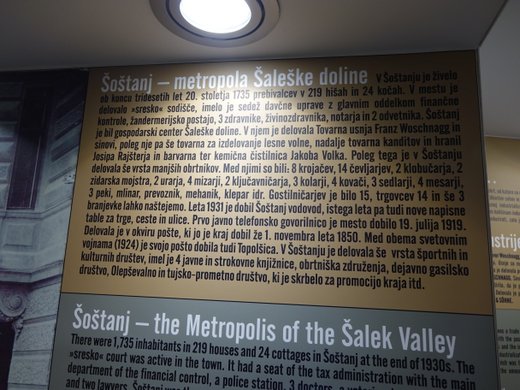 Šoštanj – metropola Šaleške doline V Šoštanju je živelo
ob koncu tridesetih let 20. stoletja 1735 prebivalcev v 219 hišah in 24 kočah. V mestu je
delovalo »sresko« sodišče, imelo je sedež davčne uprave z glavnim oddelkom finančne
kontrole, žandarmerijsko postajo, 3 zdravnike, živinozdravnika, notarja in 2 odvetnika. Šoštanj
je bil gospodarski center Šaleške doline. V njem je delovala Tovarna usnja Franz Woschnagg in
sinovi, poleg nje pa še tovarna za izdelovanje lesne volne, nadalje tovarna kanditov in hranil
Josipa Rajšterja in barvarna ter kemična čistilnica Jakoba Volka. Poleg tega je v Šoštanju
delovala še vrsta manjših obrtnikov. Med njimi so bili: 8 krojačev, 14 čevljarjev, 2 klobučarja, 2
zidarska mojstra, 2 urarja, 4 mizarji, 2 ključavničarja, 3 kolarji, 4 kovači, 3 sedlarji, 4 mesarji,
3 peki, mlinar, prevoznik, mehanik, klepar idr. Gostilničarjev je bilo 15, trgovcev 14 in še 3
branjevke lahko naštejemo. Leta 1931 je dobil Šoštanj vodovod, istega leta pa tudi nove napisne
table za trge, ceste in ulice. Prvo javno telefonsko govorilnico je mesto dobilo 19. julija 1919.
Delovala je v okviru pošte, ki jo je kraj dobil že 1. novembra leta 1850. Med obema svetovnim
vojnama (1924) je svojo pošto dobila tudi Topolšica. V Šoštanju je delovala še vrsta športnih in
kulturnih društev, imel je 4 javne in strokovne knjižnice, obrtniška združenja, dejavno gasilsko
društvo, Olepševalno in tujsko-prometno društvo, ki je skrbelo za promocijo kraja itd.
Šoštanj – the Metropolis of the Šalek Valley
There were 1,735 inhabitants in 219 houses and 24 cottages in Šoštanj at the end of 1930s. The
»sresko« court was active in the town. It had a seat of the tax administration with the main
department of the financial control, a police station, 3 doctors,
and two lawyers. Šoštanj was the